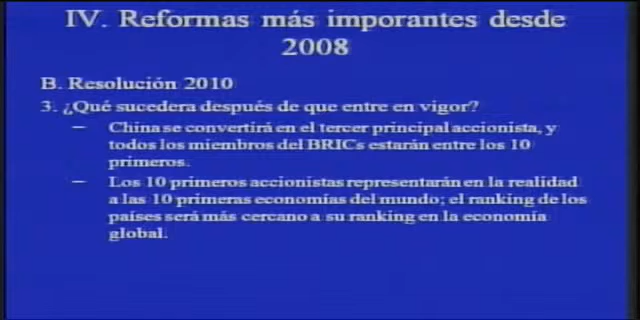 IV. Reformas más imporantes desde
2008
B. Resolución 2010
3. ¿Qué sucedera después de que entre en vigor?
– China se convertirá en el tercer principal accionista, y
todos los miembros del BRICs estarán entre los 10
primeros.
– Los 10 primeros accionistas representarán en la realidad
a las 10 primeras economías del mundo; el ranking de los
países será más cercano a su ranking en la economía
global.